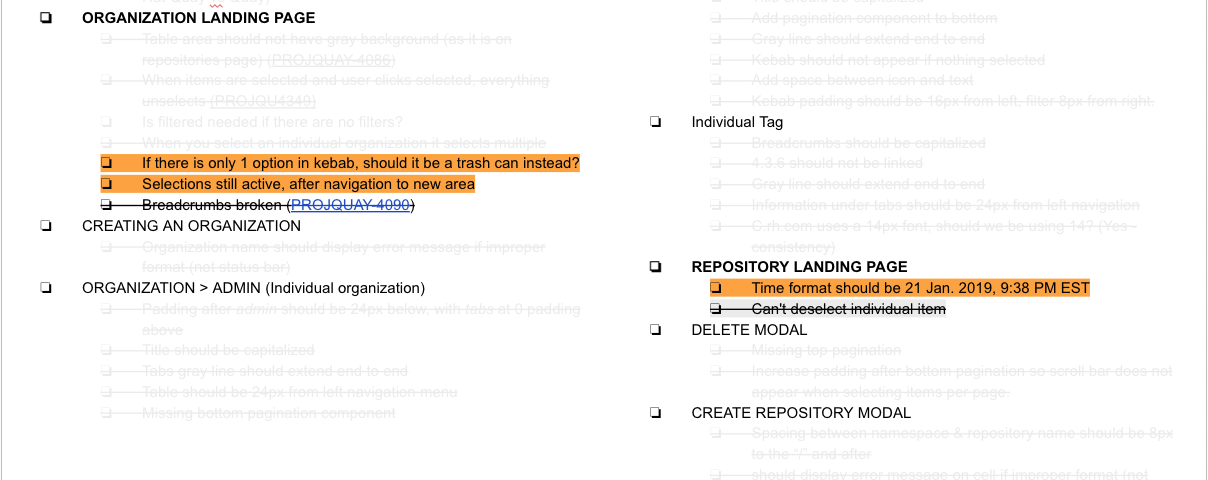 ORGANIZATION LANDING PAGE
Table area should not have gray background (as it is on
repositories page) (PROJQUAY-4086)
When items are selected and user clicks selected, everything
unselects (PROJQU4349)
Is filtered needed if there are no filters?
When you select an individual organization it selects multiple
If there is only 1 option in kebab, should it be a trash can instead?
Selections still active, after navigation to new area
Breadcrumbs broken (PROJQUAY-4090)
CREATING AN ORGANIZATION
Organization name should display error message if improper
format (not status bar)
ORGANIZATION > ADMIN (Individual organization)
Padding after admin should be 24px below, with tabs at 0 padding
above
Title should be capitalized
Tabs gray line should extend end to end
Table should be 24px from left navigation menu
Missing bottom pagination component
Add pagination component to bottom
Gray line should extend end to end
Kebab should not appear if nothing selected
Add space between icon and text
Kebab padding should be 16px from left, filter 8px from right.
Individual Tag
Breadcrumbs should be capitalized
4.3.6 should not be linked
Gray line should extend end to end
under tabs should be 24px from left navigation
G.rh.com uses a 14px font, should we be using 14? (Yes -
consistency)
REPOSITORY LANDING PAGE
Time format should be 21 Jan. 2019, 9:38 PM EST
Can't deselect individual item
DELETE MODAL
Missing top pagination
Increase padding after bottom pagination so scroll bar does not
appear when selecting items per page.
CREATE REPOSITORY MODAL
Spacing between namespace & repository name should be 8px
to the "/" and after
should display error message on cell if improper format (not